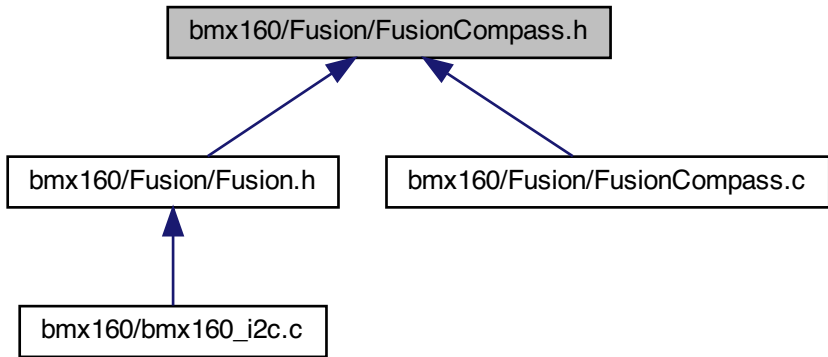 bmx160/Fusion/FusionCompass.h
bmx160/Fusion/Fusion.h
bmx160/Fusion/FusionCompass.c
bmx160/bmx160_i2c.c